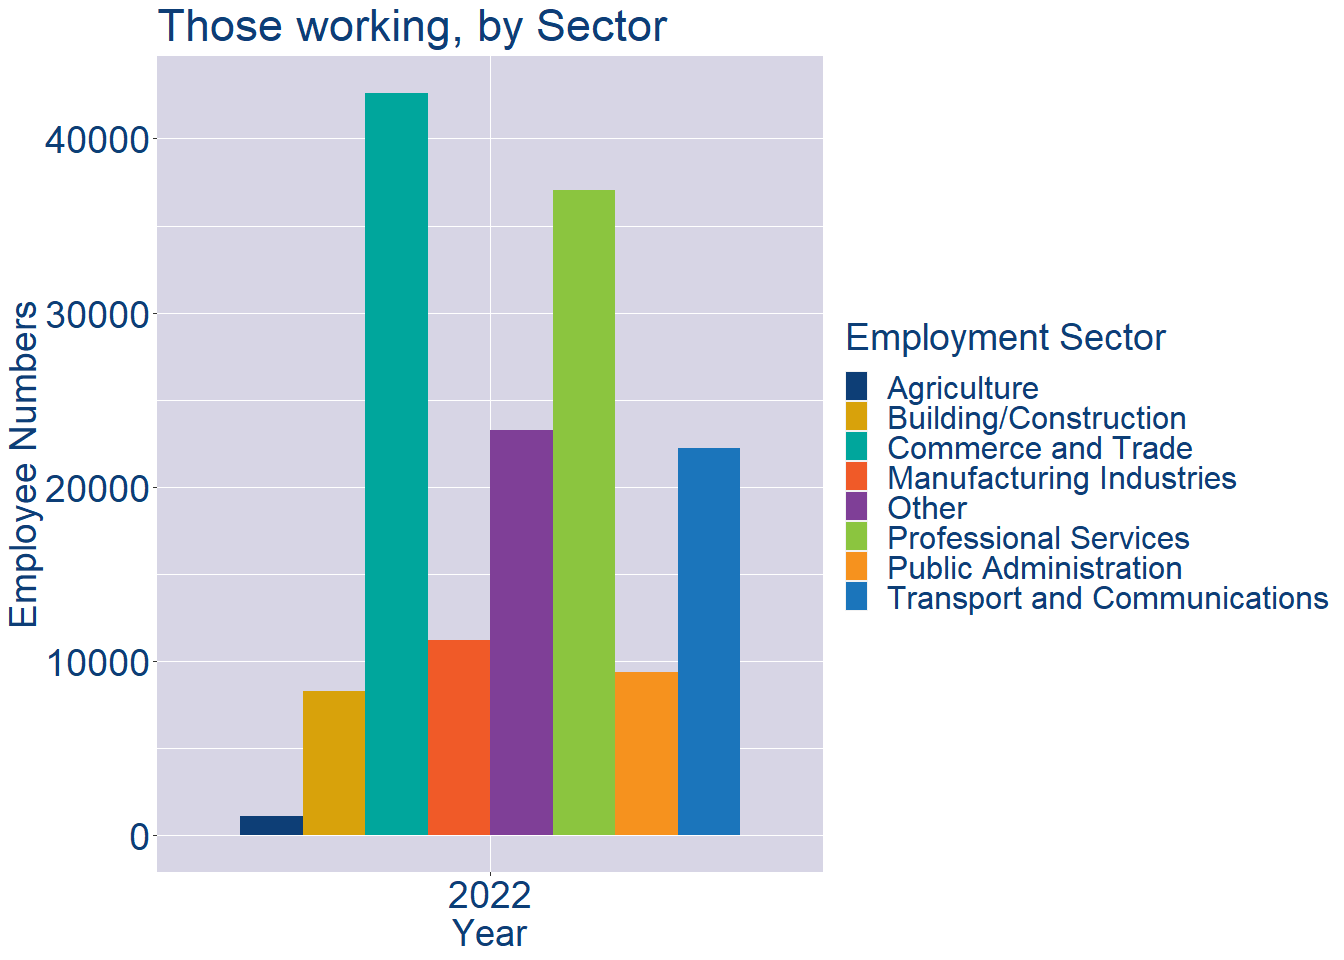 Those working, by Sector
Employee Numbers
40000
30000
20000
10000
0
2022
Year
Employment Sector
Agriculture
Building/Construction
Commerce and Trade
Manufacturing Industries
Other
Professional Services
Public Administration
Transport and Communications